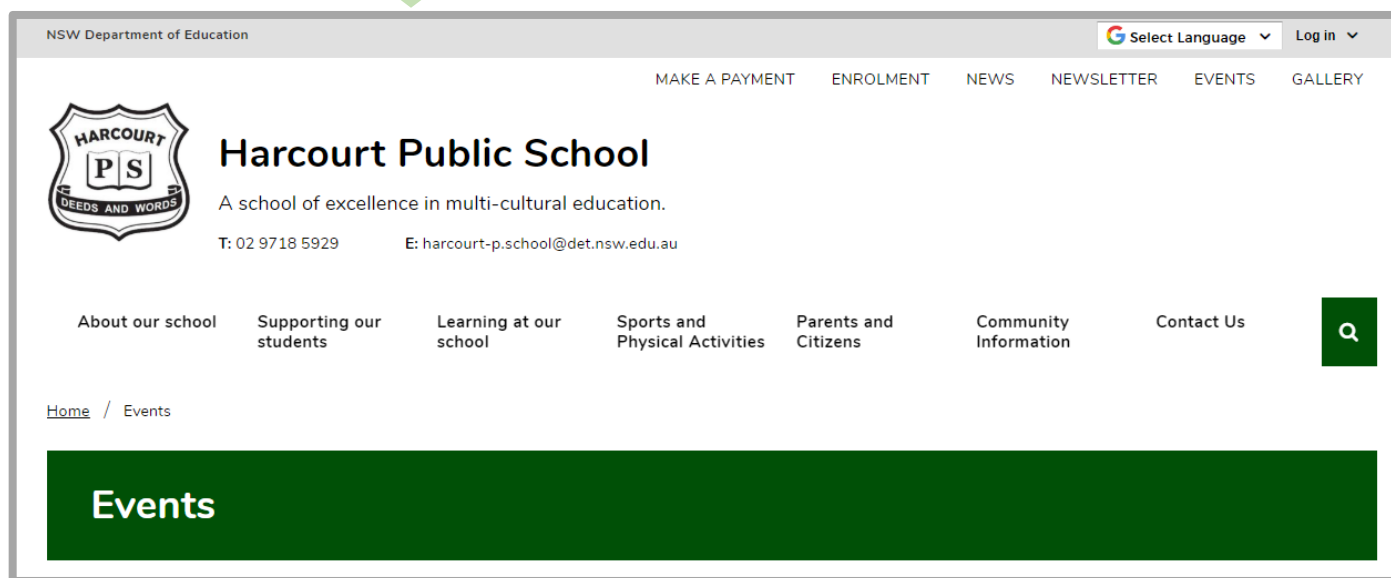 NSW Department of Education
Select Language
Log in
MAKE A PAYMENT ENROLMENT NEWS NEWSLETTER EVENTS GALLERY
HARCOURT
PS
DEEDS AND WORDS
Harcourt Public School
A school of excellence in multi-cultural education.
T: 02 9718 5929 E: harcourt-p.school@det.nsw.edu.au
About our school
Supporting our
students
Learning at our
school
Sports and
Physical Activities
Parents and
Citizens
Community
Information
Contact Us
Home / Events
Events